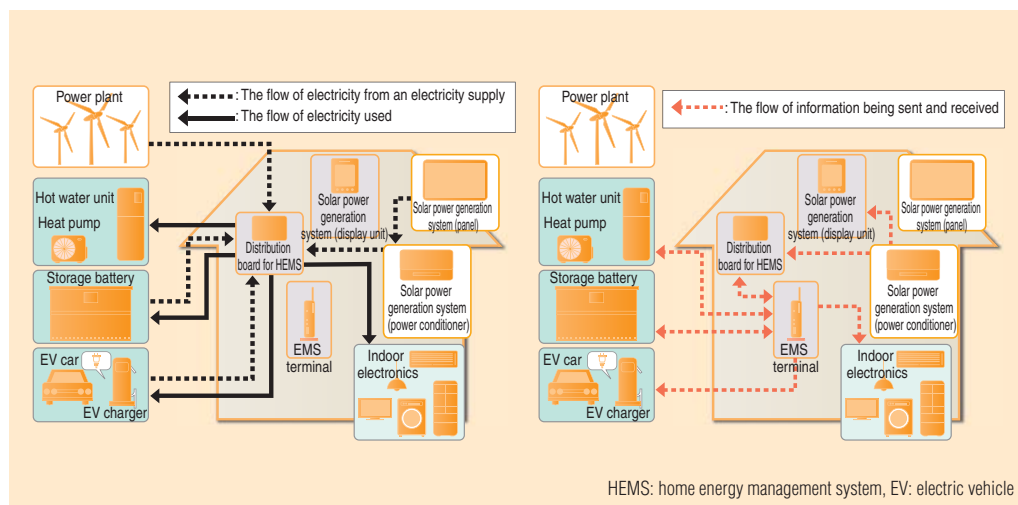 Power plant
: The flow of electricity from an electricity supply
: The flow of electricity used
Hot water unit
Heat pump
Solar power
generation
system (display unit)
Solar power generation
system (panel)
Distribution
board for HEMS
Storage battery
Solar power
generation system
(power conditioner)
EMS
terminal
Indoor
electronics
EV car
EV charger
Power plant
: The flow of information being sent and received
Hot water unit
Heat pump
Solar power
generation
system (display unit)
Solar power generation
system (panel)
Distribution
board for HEMS
Storage battery
Solar power
generation system
(power conditioner)
EMS
terminal
Indoor
electronics
EV car
EV charger
HEMS: home energy management system, EV: electric vehicle